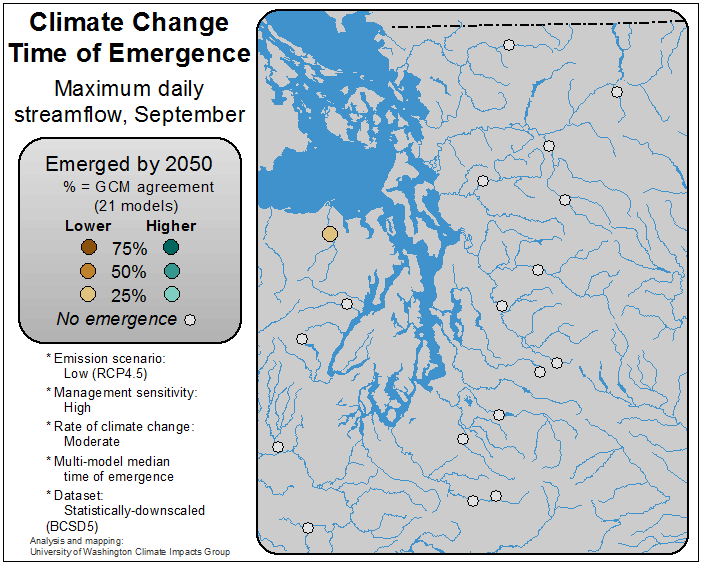 Climate Change
Time of Emergence
Maximum daily
streamflow, September
Emerged by 2050
% = GCM agreement
(21 models)
Lower Higher
75%
50%
25%
No emergence
* Emission scenario:
Low (RCP4.5)
* Management sensitivity:
High
* Rate of climate change:
Moderate
* Multi-model median
time of emergence
* Dataset:
Statistically-downscaled
(BCSD5)
Analysis and mapping:
University of Washington Climate Impacts Group